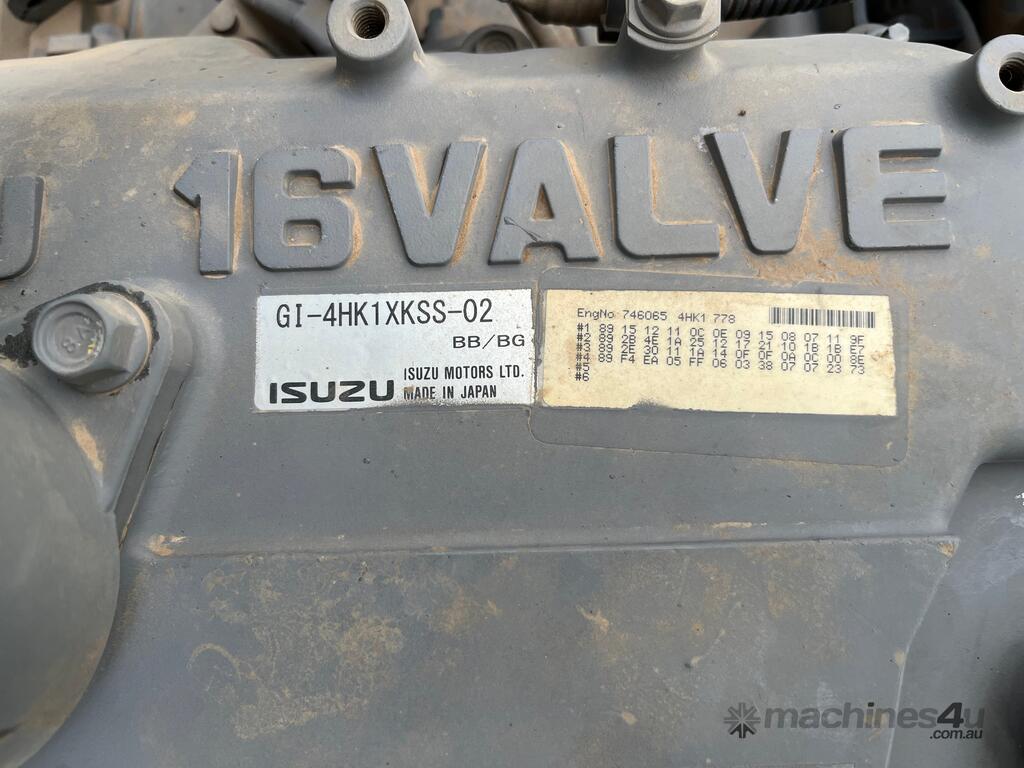 U 16VALVE
GI-4HK1XKSS-02
BB/BG
ISUZU
ISUZU MOTORS LTD.
MADE IN JAPAN
EngNo 746065 4HK1 778
#1 89 15 12 11 0C 0E 09 15 08 07 11 9F
#2 89 2B 4E 1A 25 12 17 21 10 1B 1B E7
#3 89 2E 30 11 1A 14 0F 0F 0A 0C 00 8E
#4 89 F4 EA 05 FF 06 03 38 07 07 23 73
#5
#6
8
machines4u
.com.au